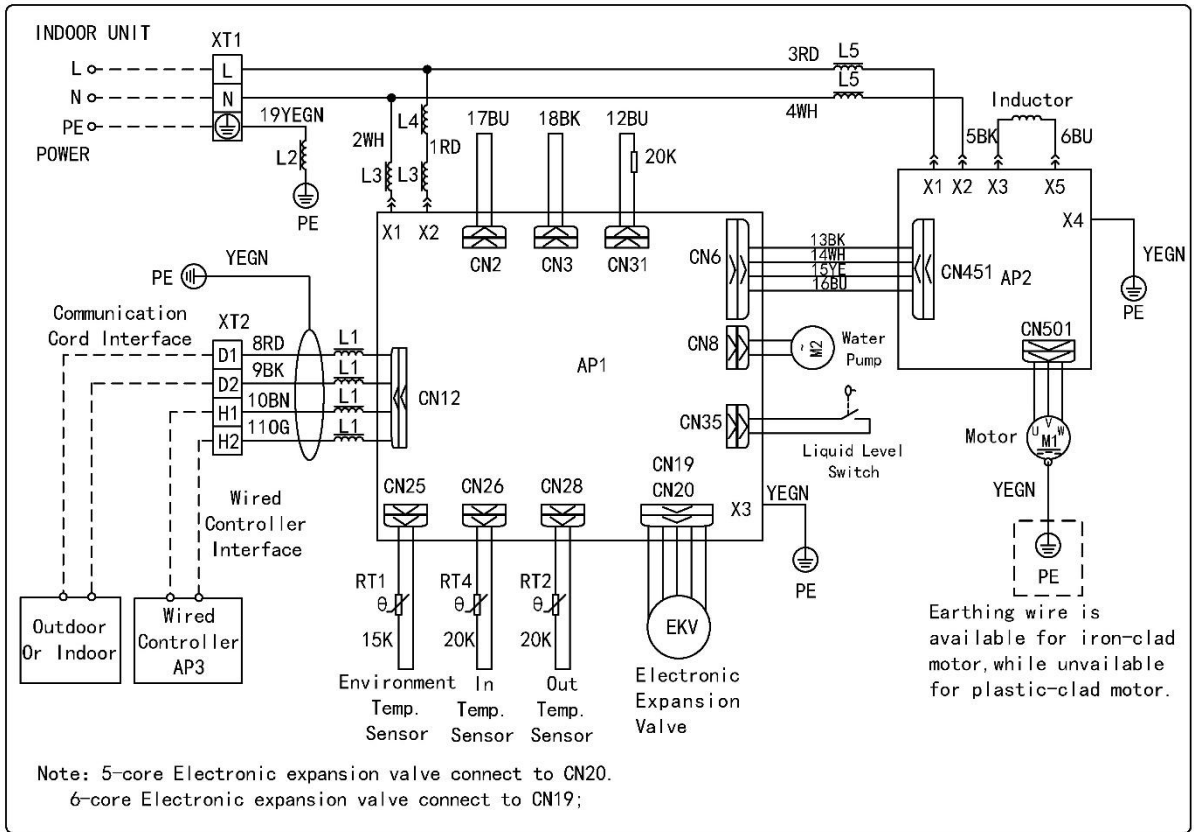 INDOOR UNIT
XT1
L
L
N
N
PE
POWER
19YEGN
L2
PE
2WH
L4
1RD
L3
L3
17BU
18BK
12BU
20K
3RD
L5
L5
4WH
Inductor
5BK
6BU
X1
X2
X3
X5
X4
YEGN
PE
X1
X2
CN2
CN3
CN31
CN6
13BK
14WH
15YE
16BU
CN451
AP2
CN501
PE
YEGN
Communication
Cord Interface
XT2
D1
D2
H1
H2
8RD
9BK
10BN
11OG
L1
L1
L1
L1
CN12
AP1
CN8
M2
~
Water
Pump
CN35
Liquid Level
Switch
Motor
U
V
W
M1
YEGN
PE
Wired
Controller
Interface
CN25
CN26
CN28
CN19
CN20
X3
YEGN
PE
RT1
θ
15K
RT4
θ
20K
RT2
θ
20K
EKV
Outdoor
Or Indoor
Wired
Controller
AP3
Environment
Temp.
Sensor
In
Temp.
Sensor
Out
Temp.
Sensor
Electronic
Expansion
Valve
Earthing wire is
available for iron-clad
motor,while unvailable
for plastic-clad motor.
Note: 5-core Electronic expansion valve connect to CN20.
6-core Electronic expansion valve connect to CN19;